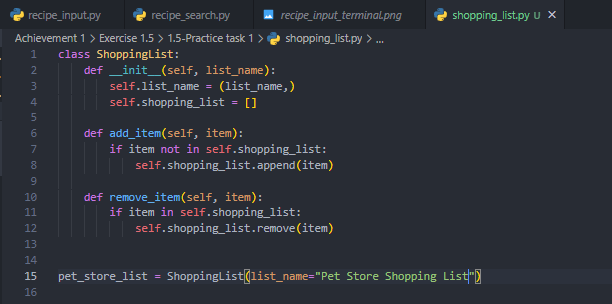 recipe_input.py recipe_search.py recipe_input_terminal.png shopping_list.py U ×
Achievement 1 > Exercise 1.5 > 1.5-Practice task 1 > shopping_list.py > ...
1 class ShoppingList:
2     def __init__(self, list_name):
3         self.list_name = (list_name,)
4         self.shopping_list = []
5
6     def add_item(self, item):
7         if item not in self.shopping_list:
8             self.shopping_list.append(item)
9
10     def remove_item(self, item):
11         if item in self.shopping_list:
12             self.shopping_list.remove(item)
13
14
15 pet_store_list = ShoppingList(list_name="Pet Store Shopping List")
16